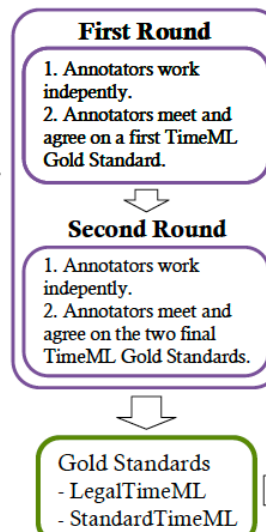 First Round
1. Annotators work
indepently.
2. Annotators meet and
agree on a first TimeML
Gold Standard.
Second Round
1. Annotators work
indepently.
2. Annotators meet and
agree on the two final
TimeML Gold Standards.
Gold Standards
- LegalTimeML
- StandardTimeML